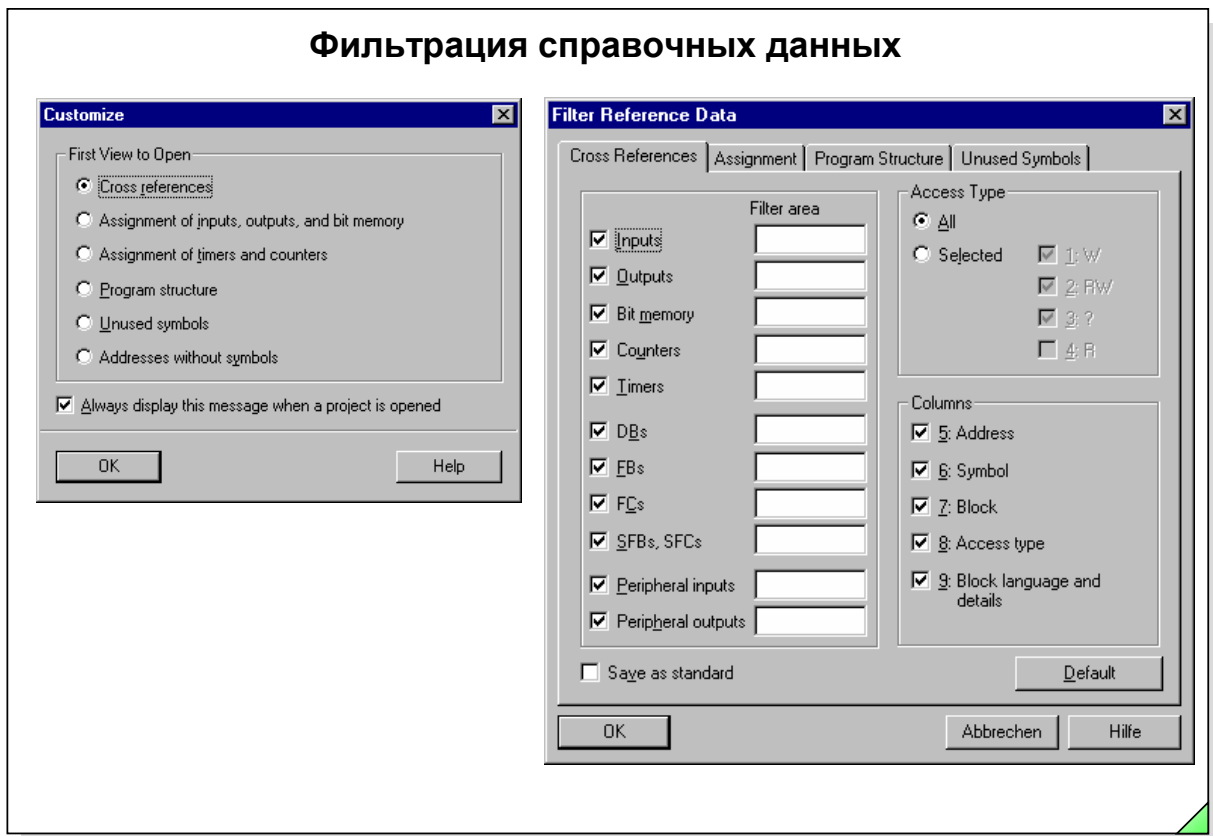 Фильтрация справочных данных
Customize
First View to Open
Cross references
Assignment of inputs, outputs, and bit memory
Assignment of timers and counters
Program structure
Unused symbols
Addresses without symbols
Always display this message when a project is opened
OK
Help
Filter Reference Data
Cross References
Assignment
Program Structure
Unused Symbols
Filter area
Inputs
Outputs
Bit memory
Counters
Timers
DBs
FBs
FCs
SFBs, SFCs
Peripheral inputs
Peripheral outputs
Access Type
All
Selected
1: W
2: RW
3: ?
4: R
Columns
5: Address
6: Symbol
7: Block
8: Access type
9: Block language and
details
Save as standard
Default
OK
Abbrechen
Hilfe